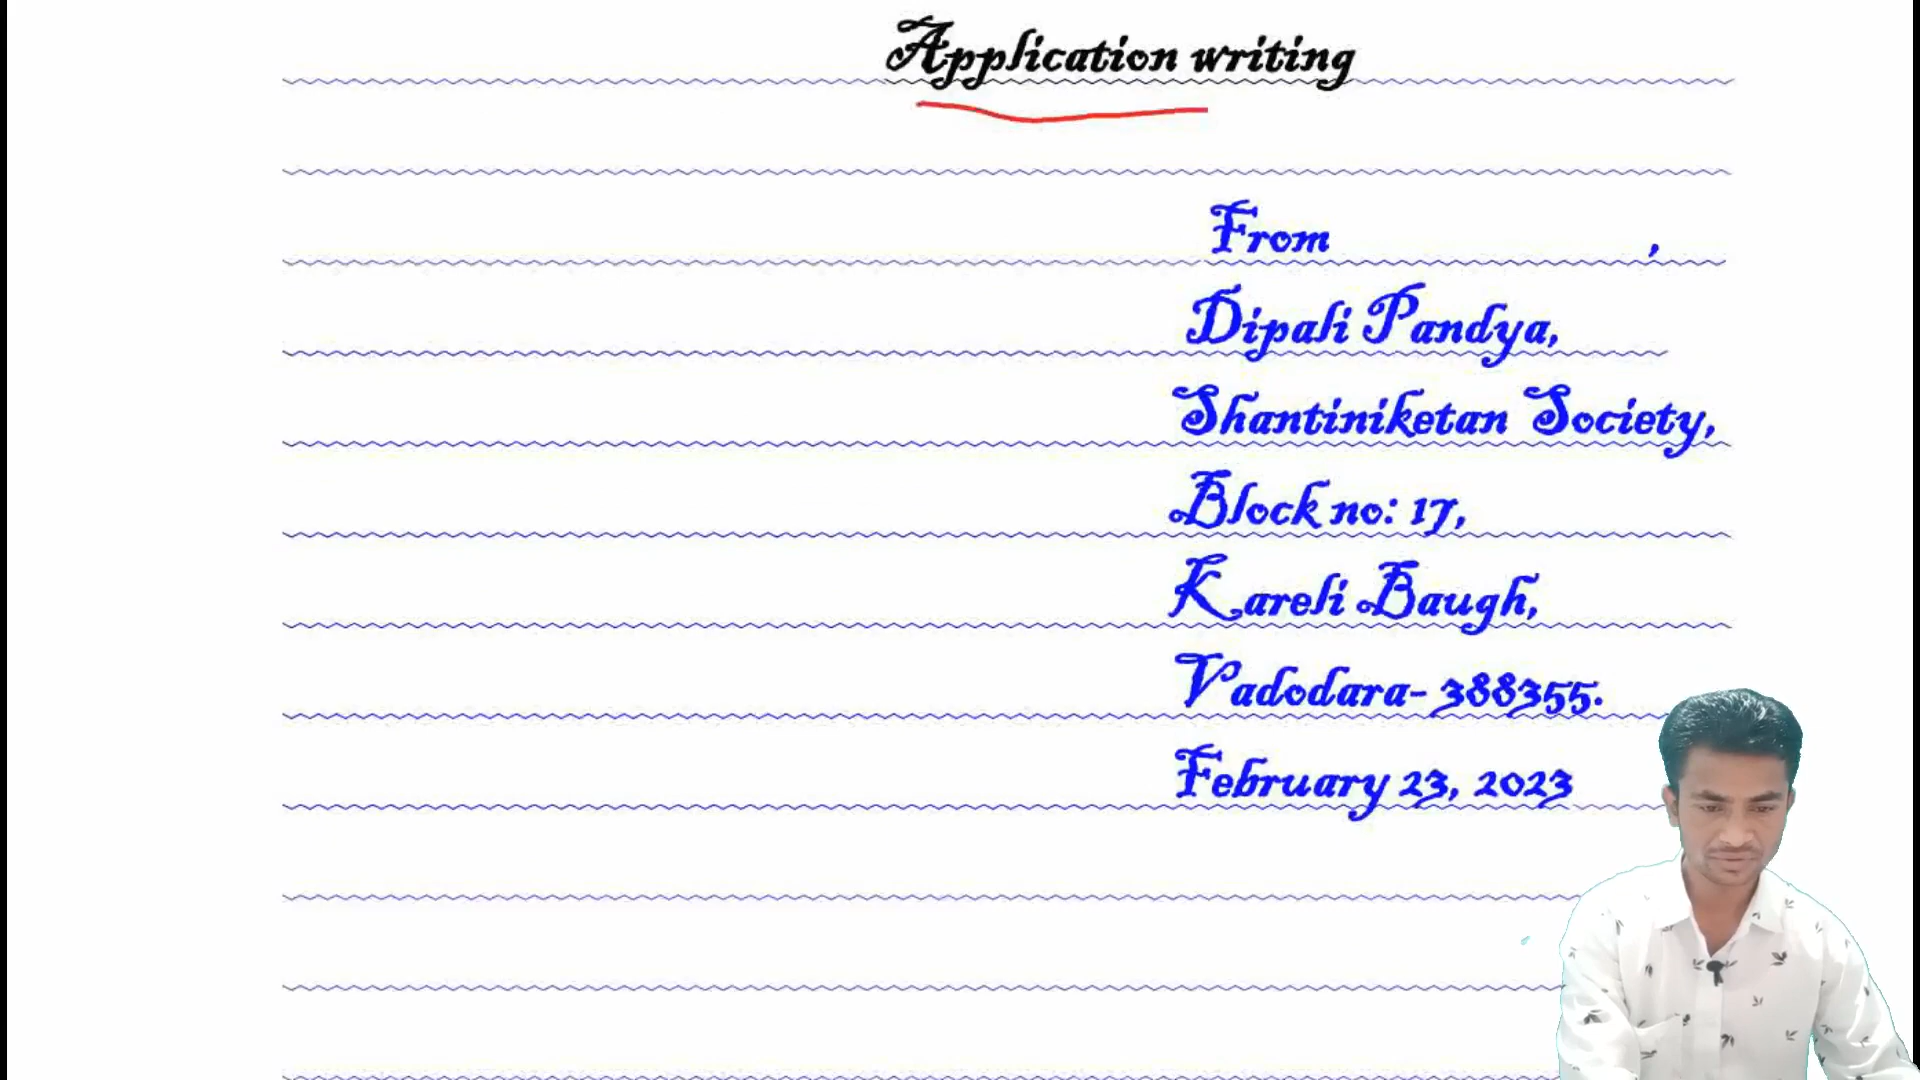 Application writing
From ,
Dipali Pandya,
Shantiniketan Society,
Block no: 17,
Kareli Baugh,
Vadodara- 388355.
February 23, 2023